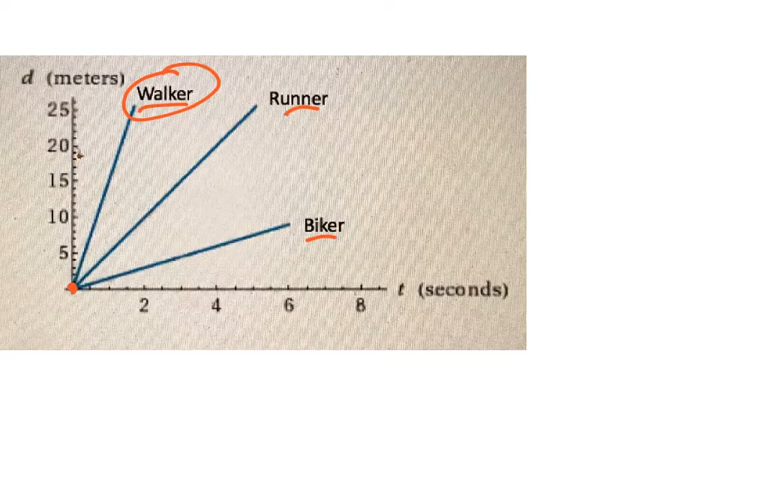 d (meters)
Walker
Runner
25
20
15
10
5
Biker
t (seconds)
2 4 6 8